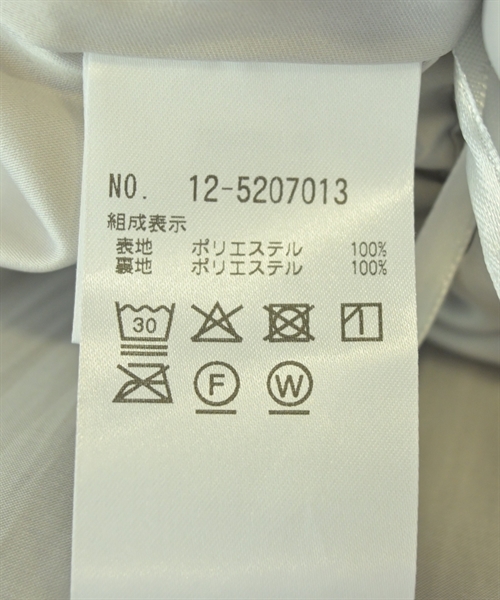 NO. 12-5207013
組成表示
表地 ポリエステル 100%
裏地 ポリエステル 100%
30
F W